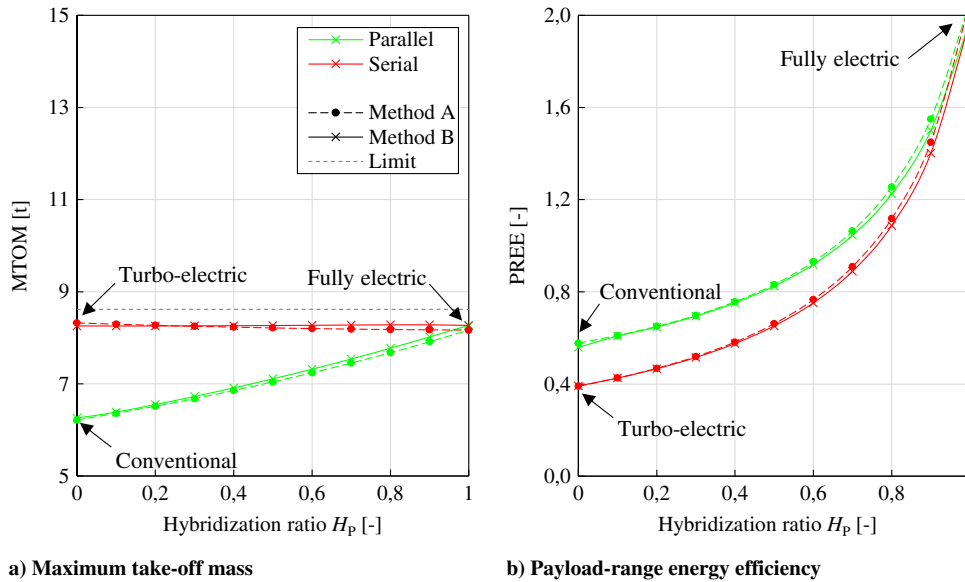 15
13
11
9
7
5
MTOM [t]
Parallel
Serial
Method A
Method B
Limit
Turbo-electric
Fully electric
Conventional
0 0,2 0,4 0,6 0,8 1
Hybridization ratio H_P [-]
a) Maximum take-off mass
2,0
1,6
1,2
0,8
0,4
0,0
PREE [-]
Fully electric
Conventional
Turbo-electric
0 0,2 0,4 0,6 0,8
Hybridization ratio H_P [-]
b) Payload-range energy efficiency